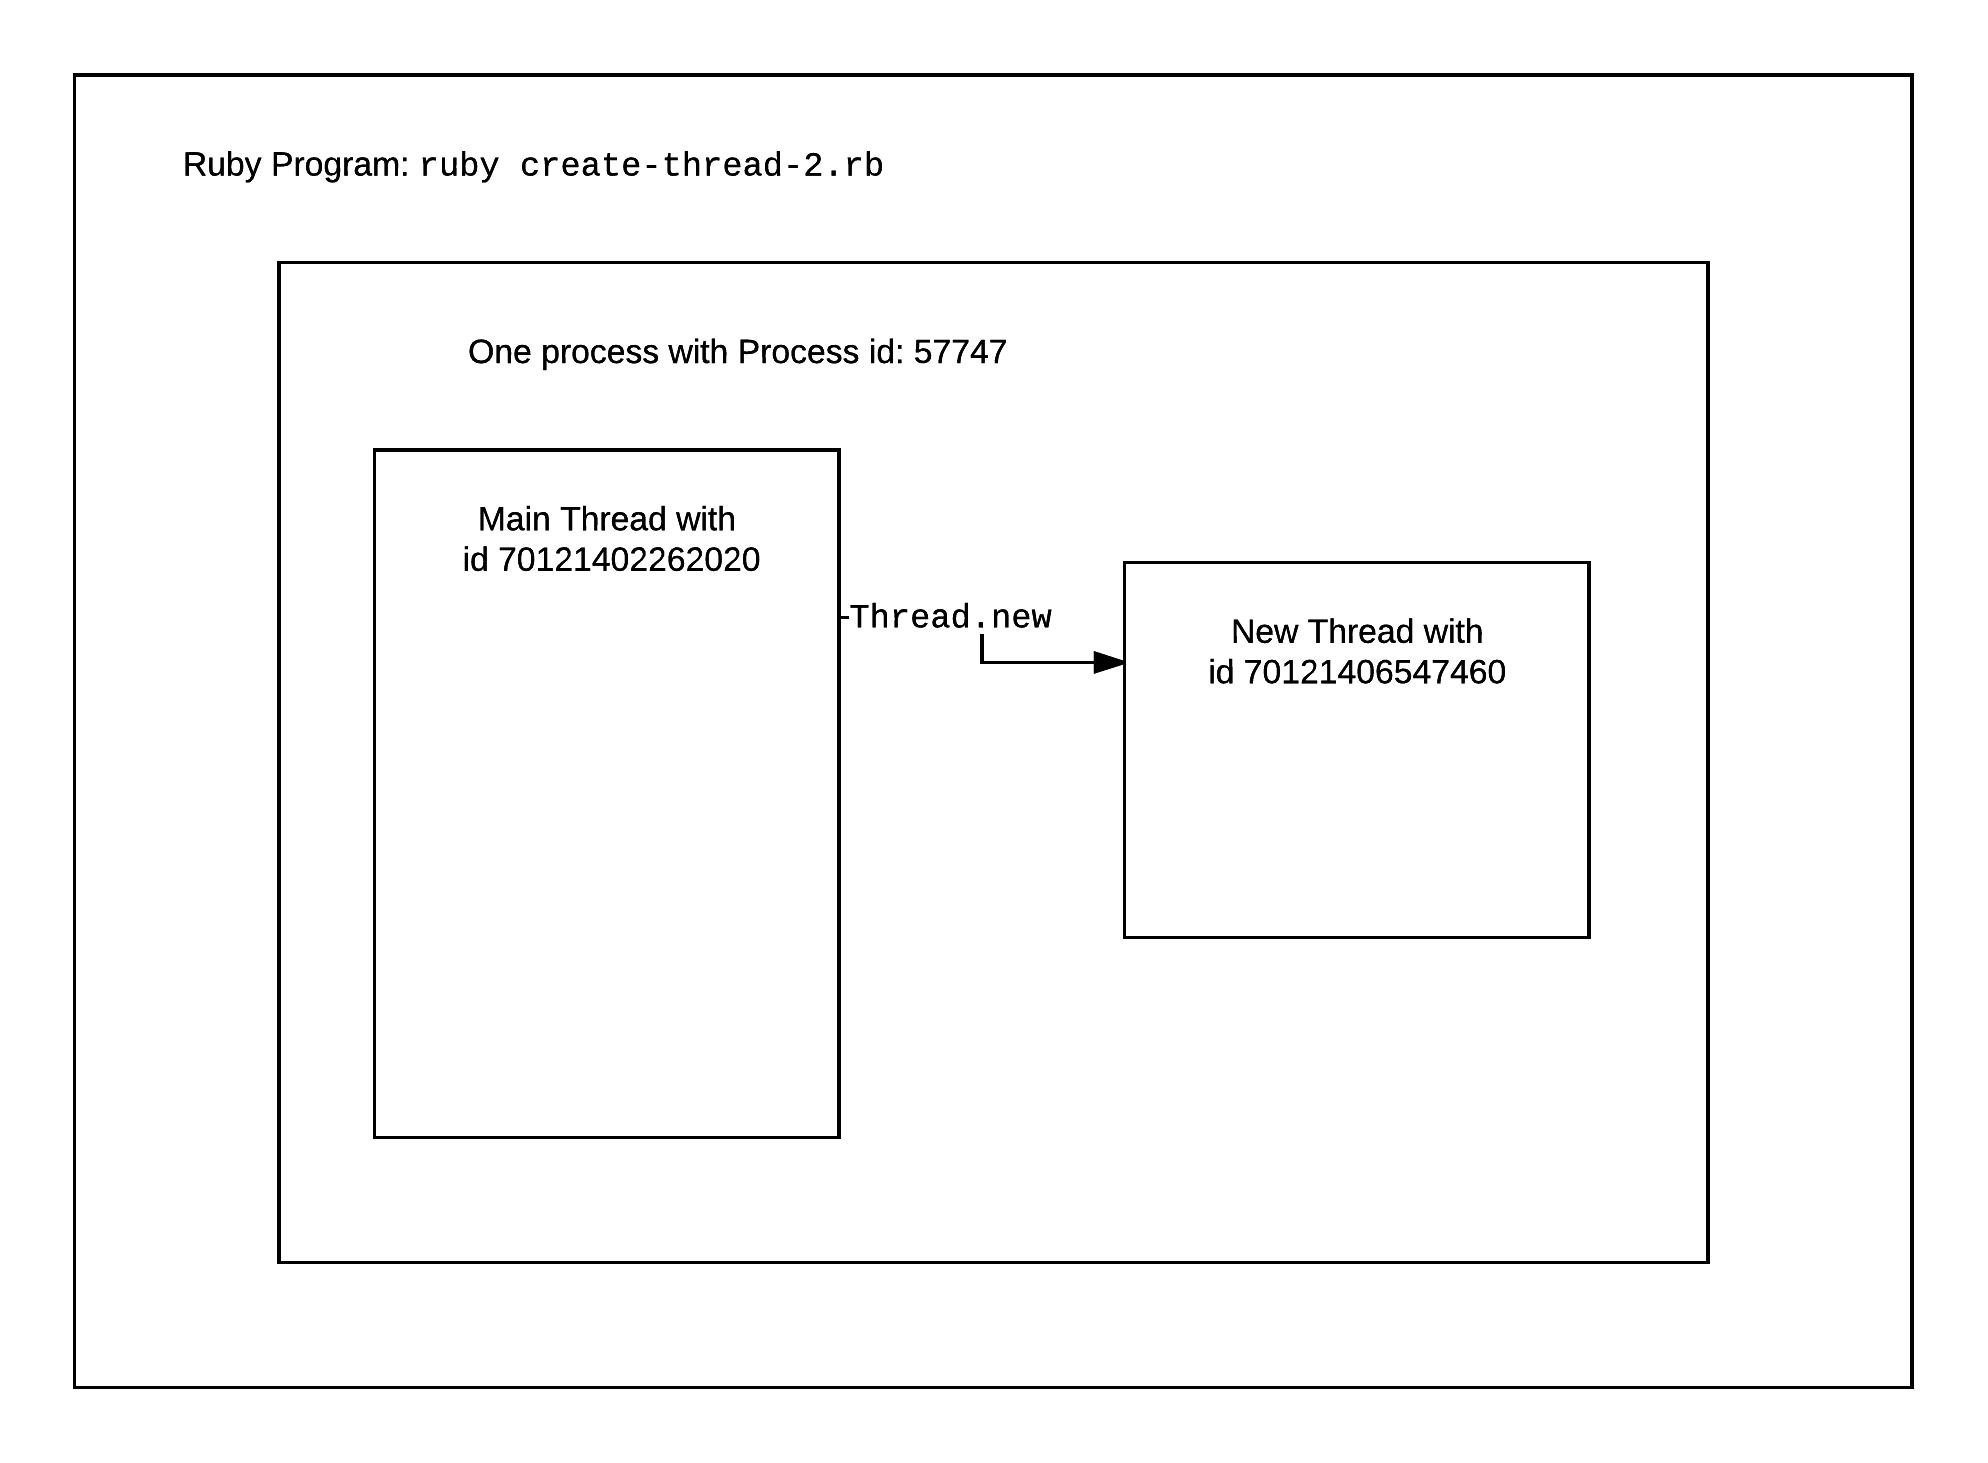 Ruby Program: ruby create-thread-2.rb
One process with Process id: 57747
Main Thread with
id 70121402262020
Thread.new
New Thread with
id 70121406547460